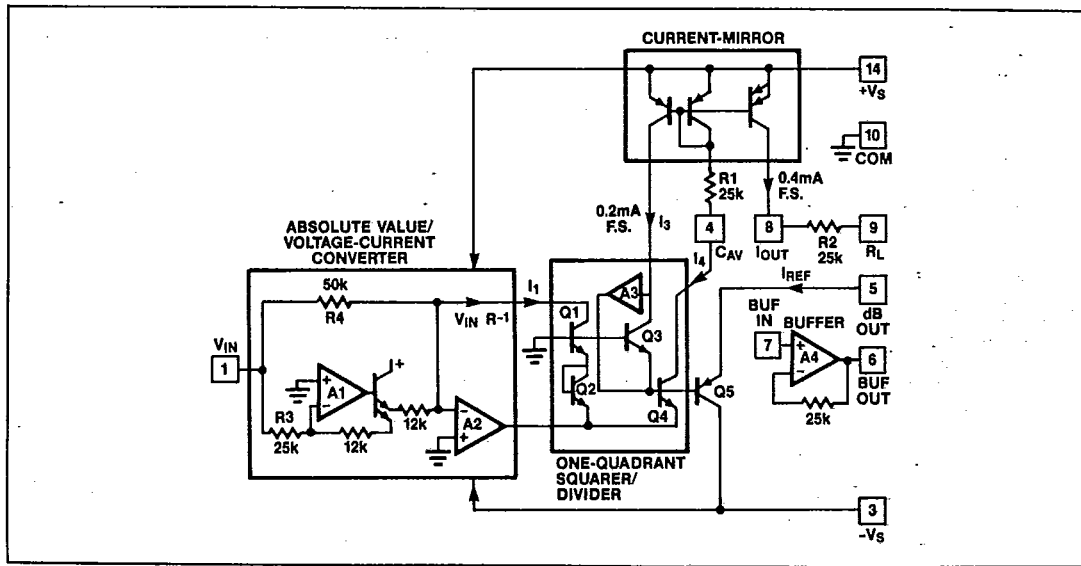 CURRENT-MIRROR
14
+VS
10
COM
R1
25k
0.4mA
F.S.
0.2mA
F.S.
I3
4
CAV
8
IOUT
R2
25k
9
RL
ABSOLUTE VALUE/
VOLTAGE-CURRENT
CONVERTER
I4
IREF
5
dB
OUT
50k
R4
I1
VIN R-1
A3
Q1
Q3
BUF
IN
7
BUFFER
+
A4
−
6
BUF
OUT
25k
VIN
1
+
A1
−
+
12k
R3
25k
12k
−
A2
+
Q2
Q4
Q5
ONE-QUADRANT
SQUARER/
DIVIDER
3
−VS